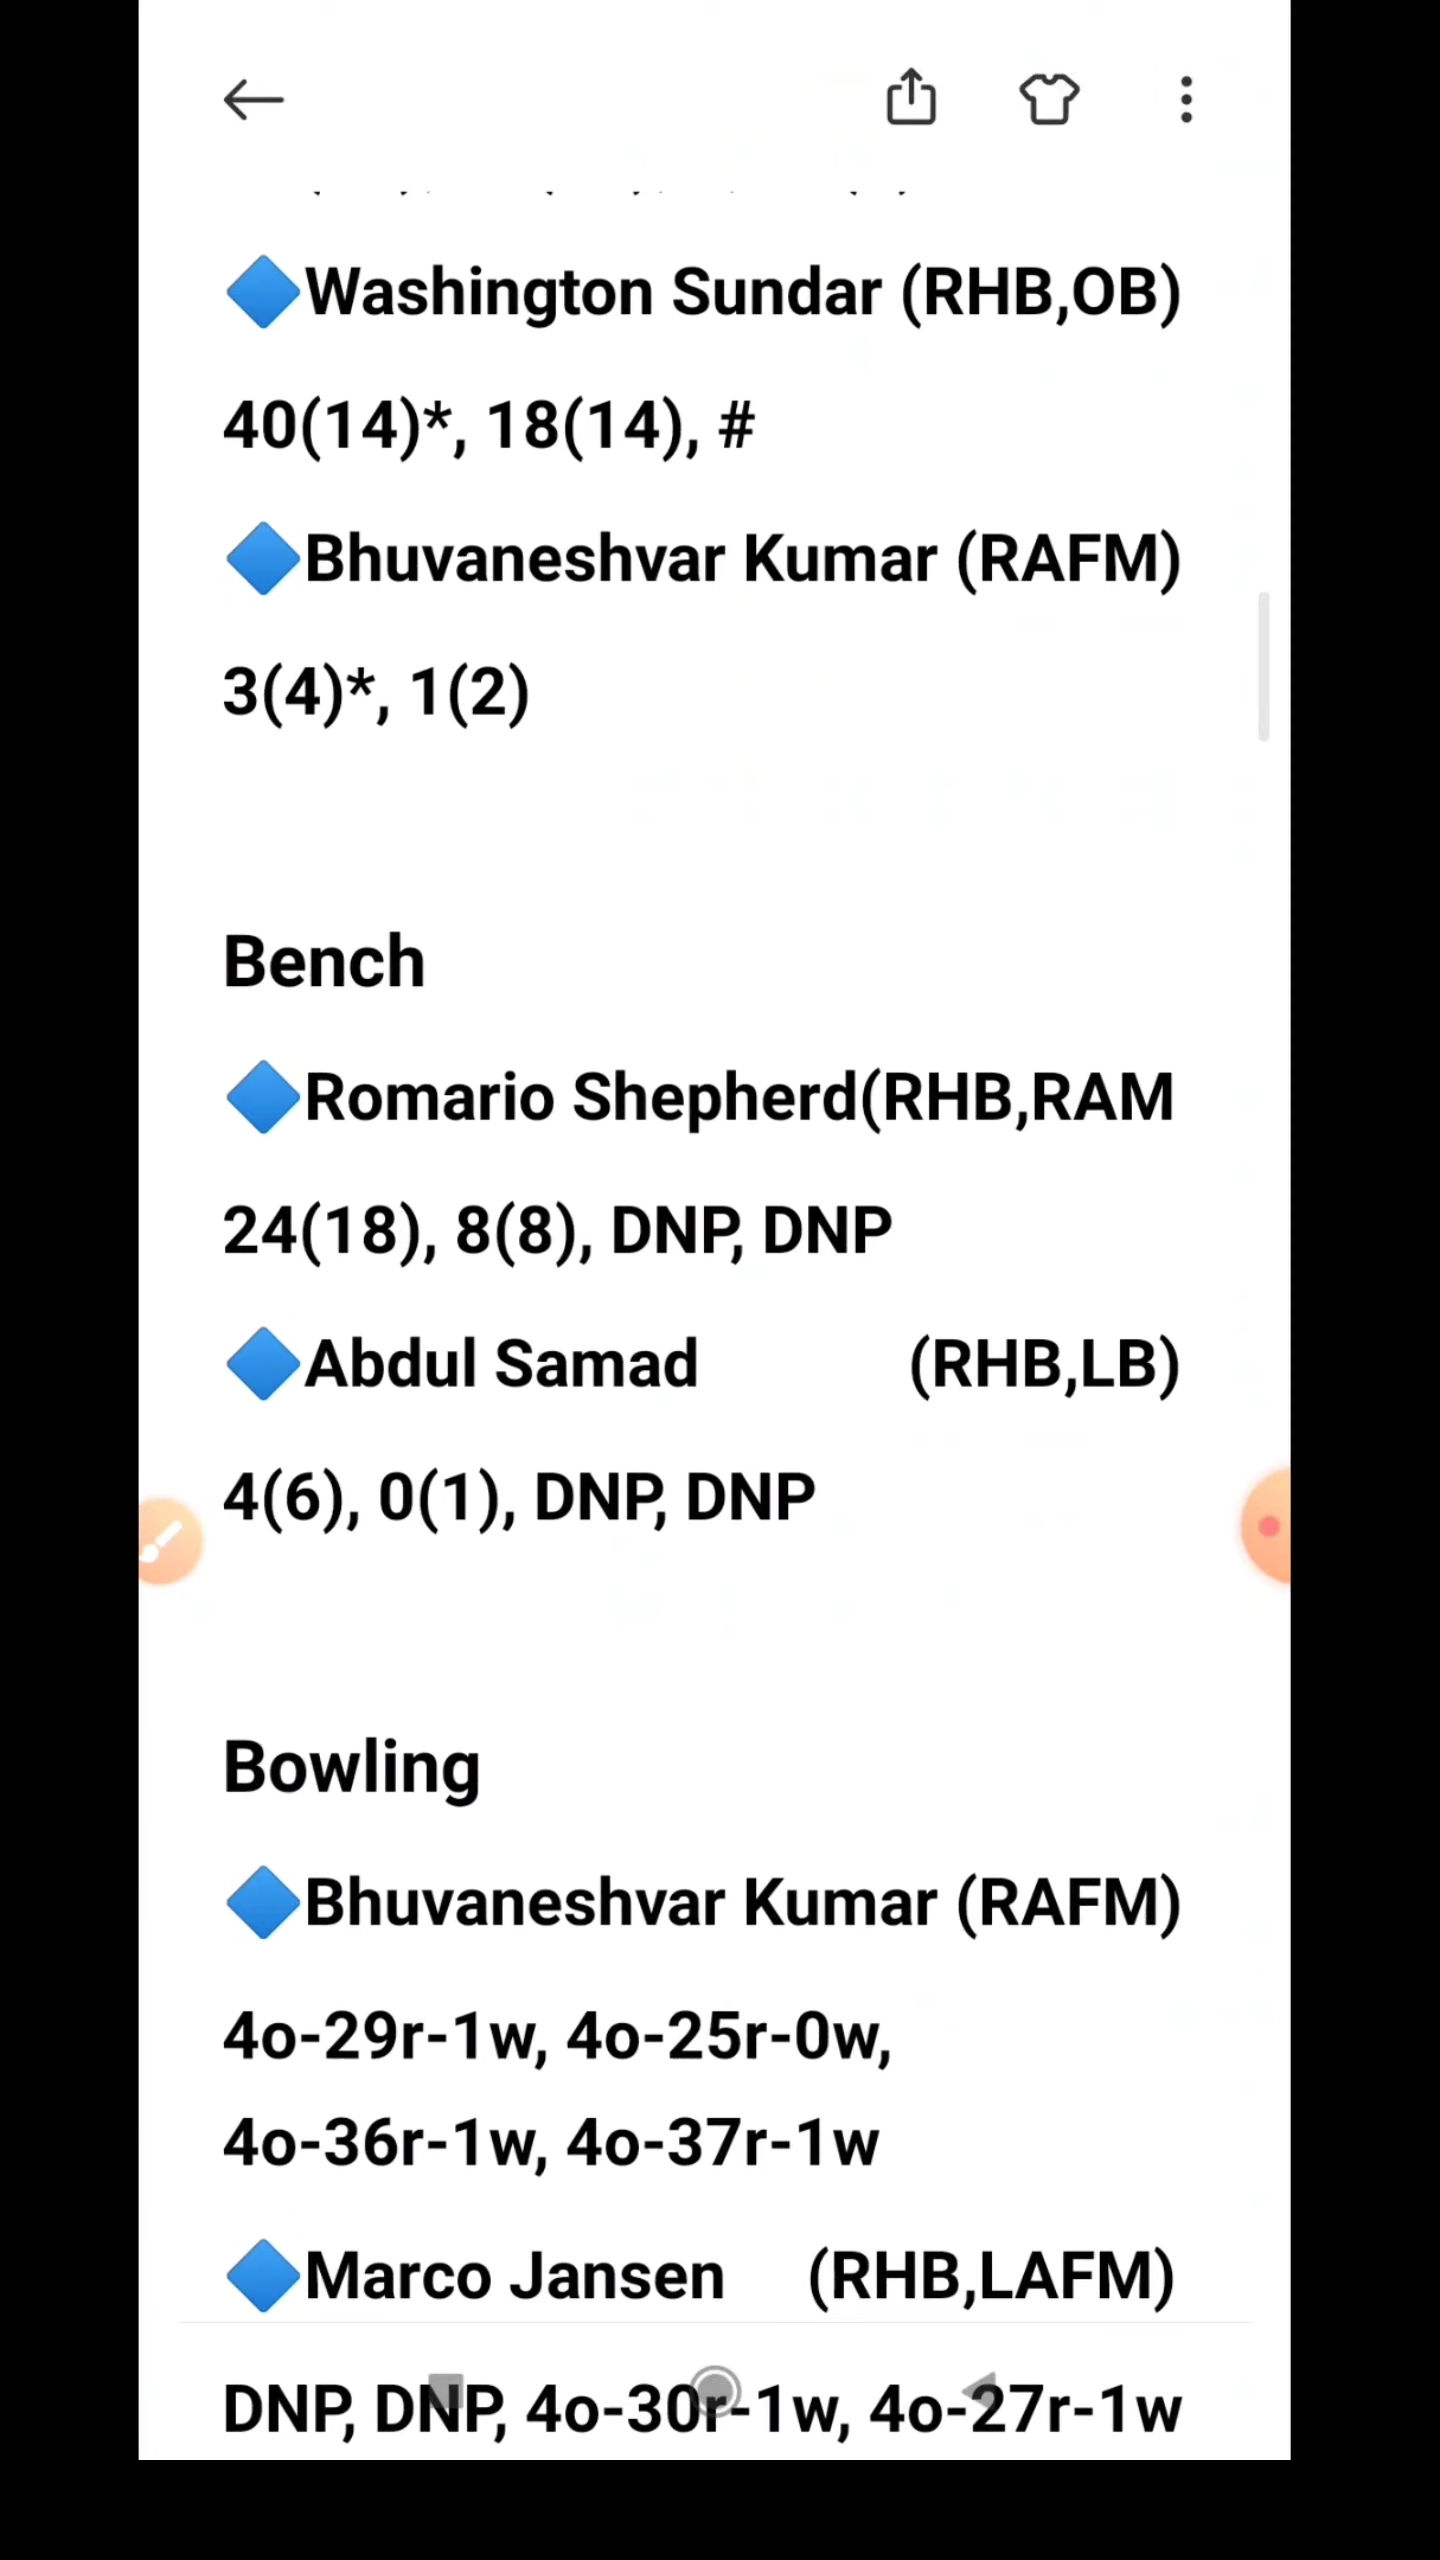 🔷Washington Sundar (RHB,OB)
40(14)*, 18(14), #
🔷Bhuvaneshvar Kumar (RAFM)
3(4)*, 1(2)
Bench
🔷Romario Shepherd(RHB,RAM
24(18), 8(8), DNP, DNP
🔷Abdul Samad (RHB,LB)
4(6), 0(1), DNP, DNP
Bowling
🔷Bhuvaneshvar Kumar (RAFM)
4o-29r-1w, 4o-25r-0w,
4o-36r-1w, 4o-37r-1w
🔷Marco Jansen (RHB,LAFM)
DNP, DNP, 4o-30r-1w, 4o-27r-1w